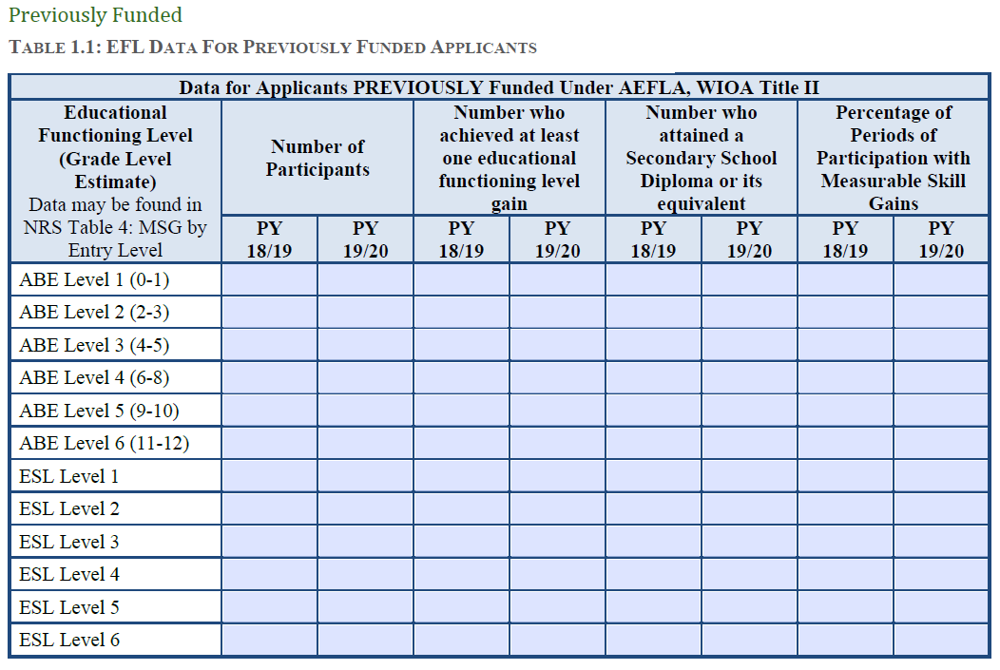 Previously Funded
TABLE 1.1: EFL DATA FOR PREVIOUSLY FUNDED APPLICANTS
Data for Applicants PREVIOUSLY Funded Under AEFLA, WIOA Title II
Educational
Functioning Level
(Grade Level
Estimate)
Data may be found in
NRS Table 4: MSG by
Entry Level
Number of
Participants
Number who
achieved at least
one educational
functioning level
gain
Number who
attained a
Secondary School
Diploma or its
equivalent
Percentage of
Periods of
Participation with
Measurable Skill
Gains
PY
18/19
PY
19/20
PY
18/19
PY
19/20
PY
18/19
PY
19/20
PY
18/19
PY
19/20
ABE Level 1 (0-1)
ABE Level 2 (2-3)
ABE Level 3 (4-5)
ABE Level 4 (6-8)
ABE Level 5 (9-10)
ABE Level 6 (11-12)
ESL Level 1
ESL Level 2
ESL Level 3
ESL Level 4
ESL Level 5
ESL Level 6